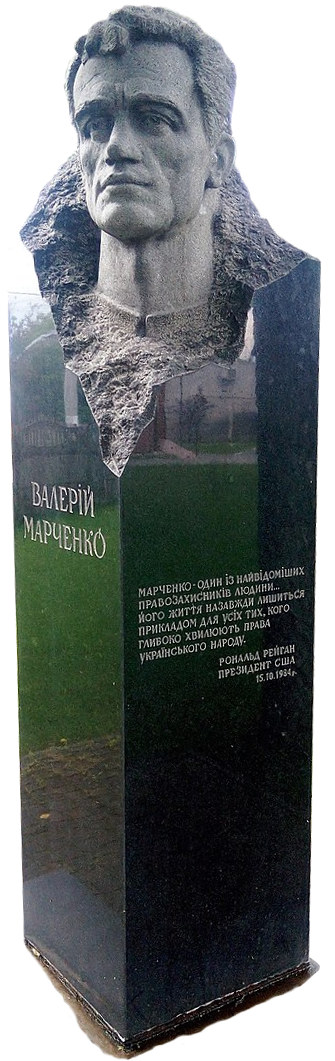 ВАЛЕРІЙ
МАРЧЕНКО
МАРЧЕНКО - ОДИН ІЗ НАЙВІДОМІШИХ
ПРАВОЗАХИСНИКІВ ЛЮДИНИ...
ЙОГО ЖИТТЯ НАЗАВЖДИ ЛИШИТЬСЯ
ПРИКЛАДОМ ДЛЯ УСІХ ТИХ, КОГО
ГЛИБОКО ХВИЛЮЮТЬ ПРАВА
УКРАЇНСЬКОГО НАРОДУ.
РОНАЛЬД РЕЙГАН
ПРЕЗИДЕНТ США
15.10.1984р.